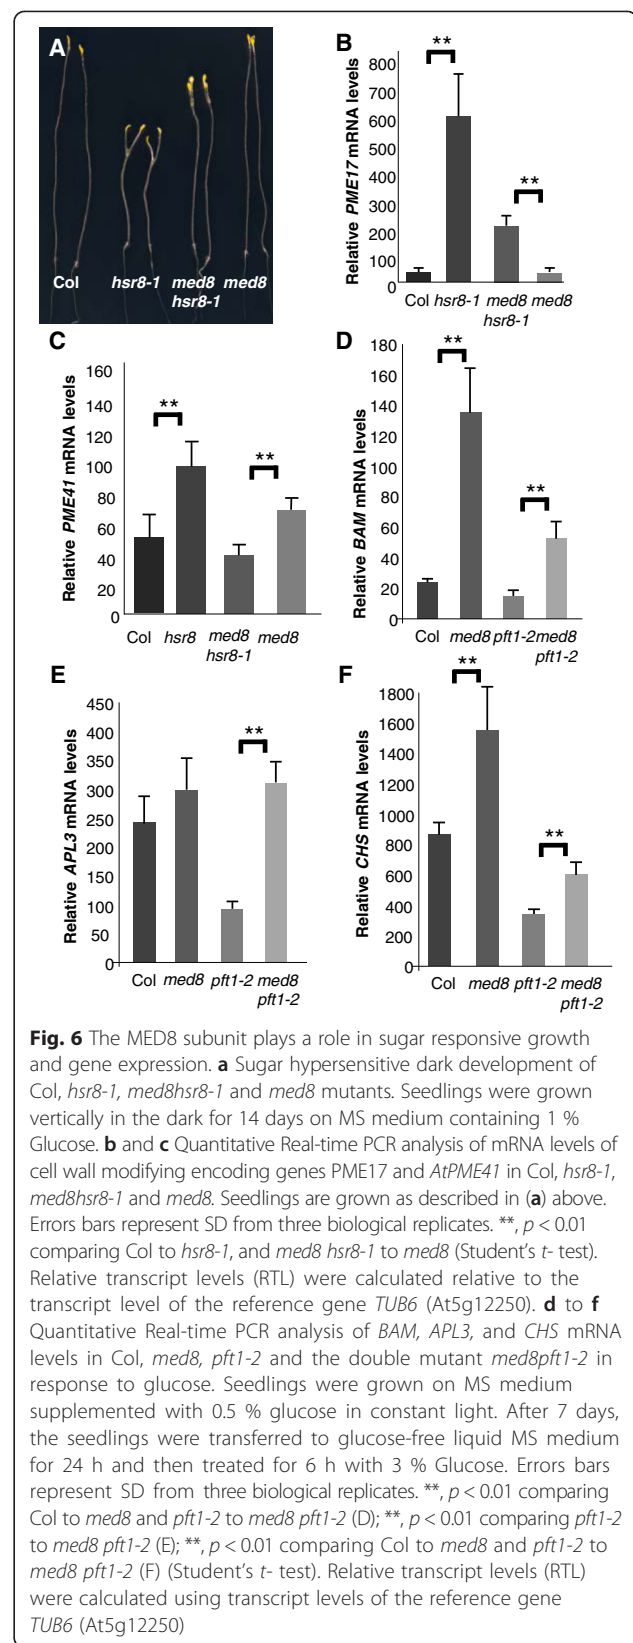 A
Col hsr8-1 med8 med8
hsr8-1
B
Relative PME17 mRNA levels
800
700
600
500
400
300
200
100
0
**
**
Col hsr8-1 med8 med8
hsr8-1
C
Relative PME41 mRNA levels
160
140
120
100
80
60
40
20
0
**
**
Col hsr8 med8 med8
hsr8-1
D
Relative BAM mRNA levels
180
160
140
120
100
80
60
40
20
0
**
**
Col med8 pft1-2med8
pft1-2
E
Relative APL3 mRNA levels
450
400
350
300
250
200
150
100
50
0
**
Col med8 pft1-2 med8
pft1-2
F
Relative CHS mRNA levels
1800
1600
1400
1200
1000
800
600
400
200
0
**
**
Col med8 pft1-2 med8
pft1-2
Fig. 6 The MED8 subunit plays a role in sugar responsive growth
and gene expression. a Sugar hypersensitive dark development of
Col, hsr8-1, med8hsr8-1 and med8 mutants. Seedlings were grown
vertically in the dark for 14 days on MS medium containing 1 %
Glucose. b and c Quantitative Real-time PCR analysis of mRNA levels of
cell wall modifying encoding genes PME17 and AtPME41 in Col, hsr8-1,
med8hsr8-1 and med8. Seedlings are grown as described in (a) above.
Errors bars represent SD from three biological replicates. **, p < 0.01
comparing Col to hsr8-1, and med8 hsr8-1 to med8 (Student's t- test).
Relative transcript levels (RTL) were calculated relative to the
transcript level of the reference gene TUB6 (At5g12250). d to f
Quantitative Real-time PCR analysis of BAM, APL3, and CHS mRNA
levels in Col, med8, pft1-2 and the double mutant med8pft1-2 in
response to glucose. Seedlings were grown on MS medium
supplemented with 0.5 % glucose in constant light. After 7 days,
the seedlings were transferred to glucose-free liquid MS medium
for 24 h and then treated for 6 h with 3 % Glucose. Errors bars
represent SD from three biological replicates. **, p < 0.01 comparing
Col to med8 and pft1-2 to med8 pft1-2 (D); **, p < 0.01 comparing pft1-2
to med8 pft1-2 (E); **, p < 0.01 comparing Col to med8 and pft1-2 to
med8 pft1-2 (F) (Student's t- test). Relative transcript levels (RTL)
were calculated using transcript levels of the reference gene
TUB6 (At5g12250)